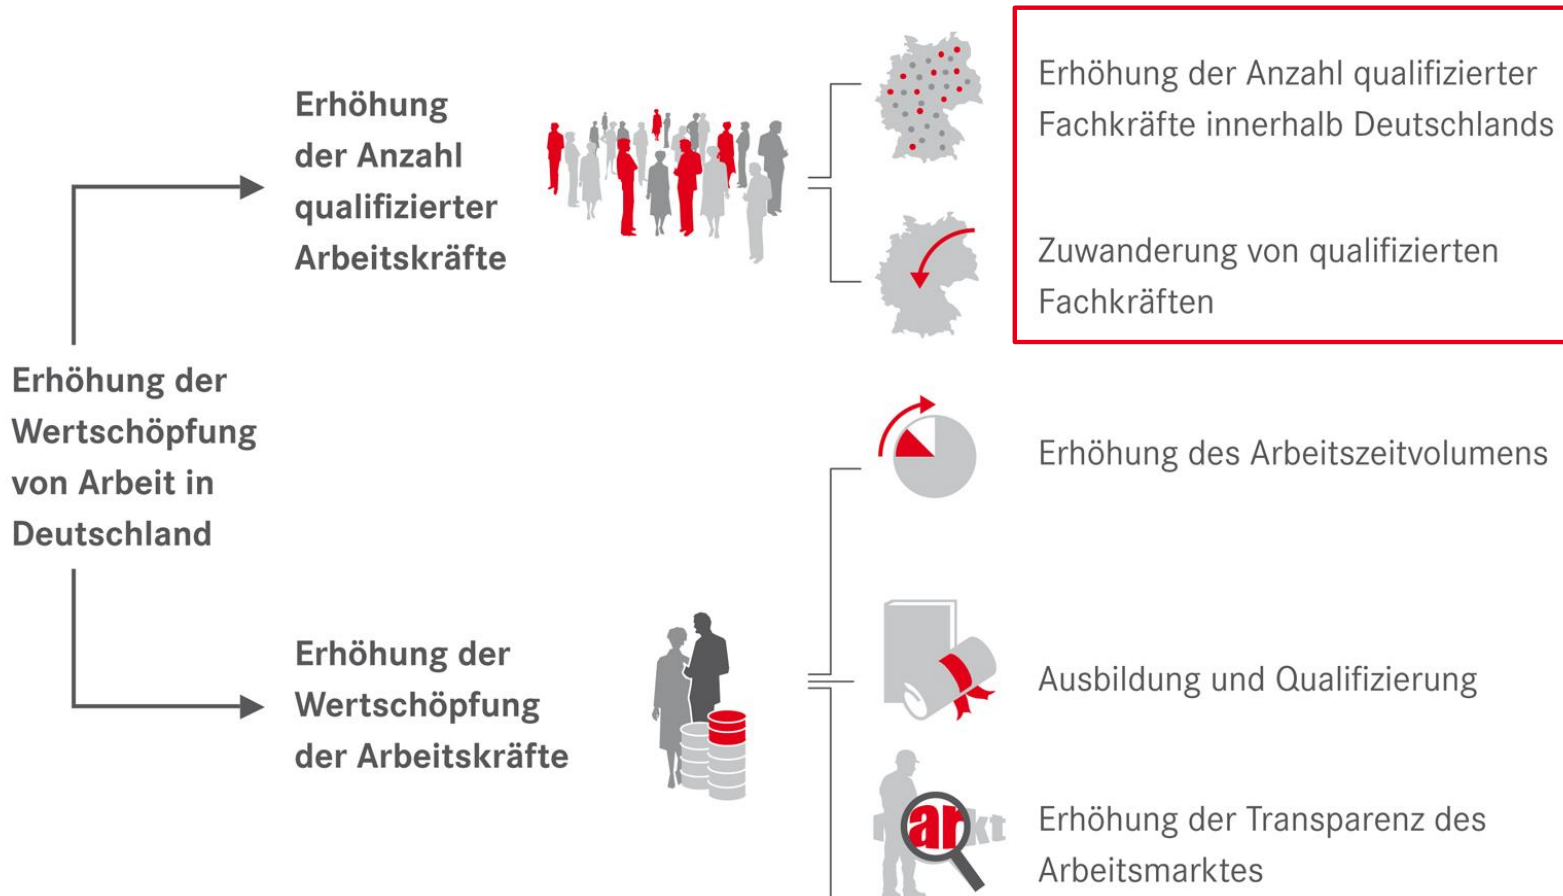 Erhöhung
der Anzahl
qualifizierter
Arbeitskräfte
Erhöhung der Anzahl qualifizierter
Fachkräfte innerhalb Deutschlands
Zuwanderung von qualifizierten
Fachkräften
Erhöhung der
Wertschöpfung
von Arbeit in
Deutschland
Erhöhung des Arbeitszeitvolumens
Erhöhung der
Wertschöpfung
der Arbeitskräfte
Ausbildung und Qualifizierung
arkt
Erhöhung der Transparenz des
Arbeitsmarktes